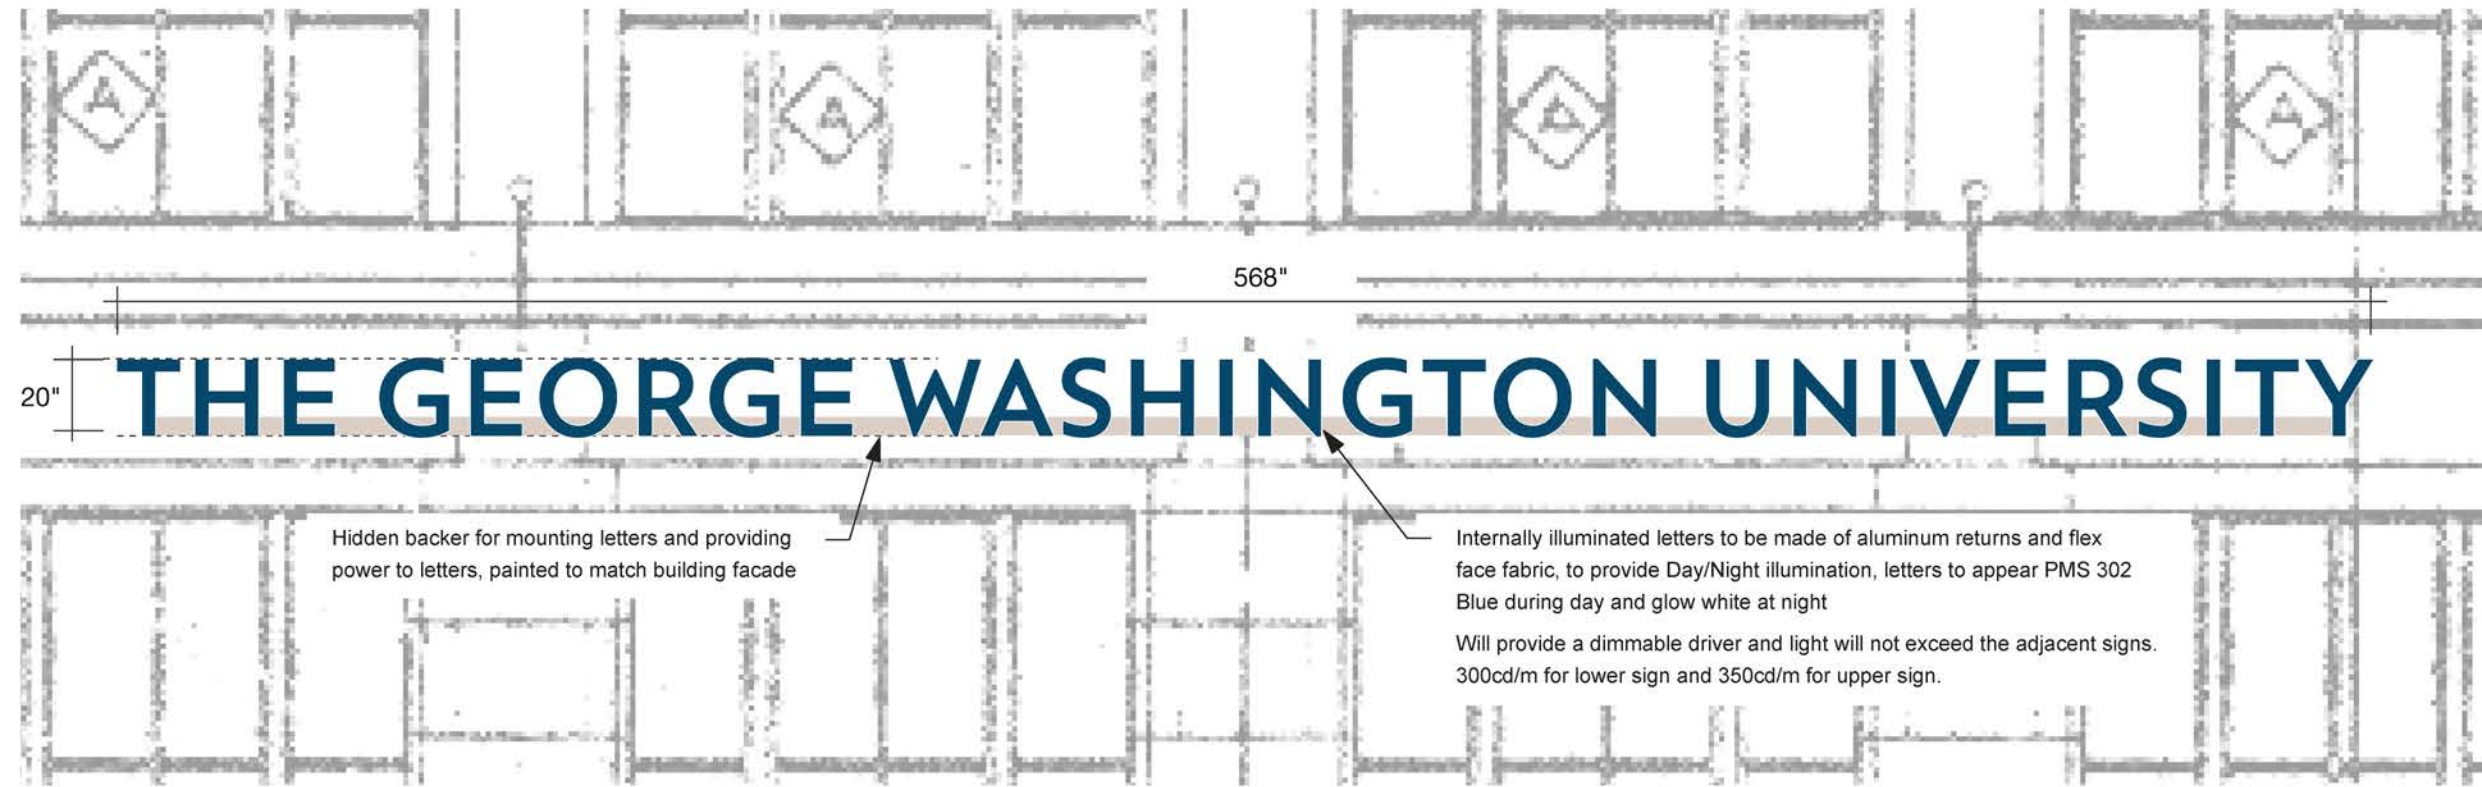 A
A
A
A
568"
20"
THE GEORGE WASHINGTON UNIVERSITY
Hidden backer for mounting letters and providing
power to letters, painted to match building facade
Internally illuminated letters to be made of aluminum returns and flex
face fabric, to provide Day/Night illumination, letters to appear PMS 302
Blue during day and glow white at night
Will provide a dimmable driver and light will not exceed the adjacent signs.
300cd/m for lower sign and 350cd/m for upper sign.